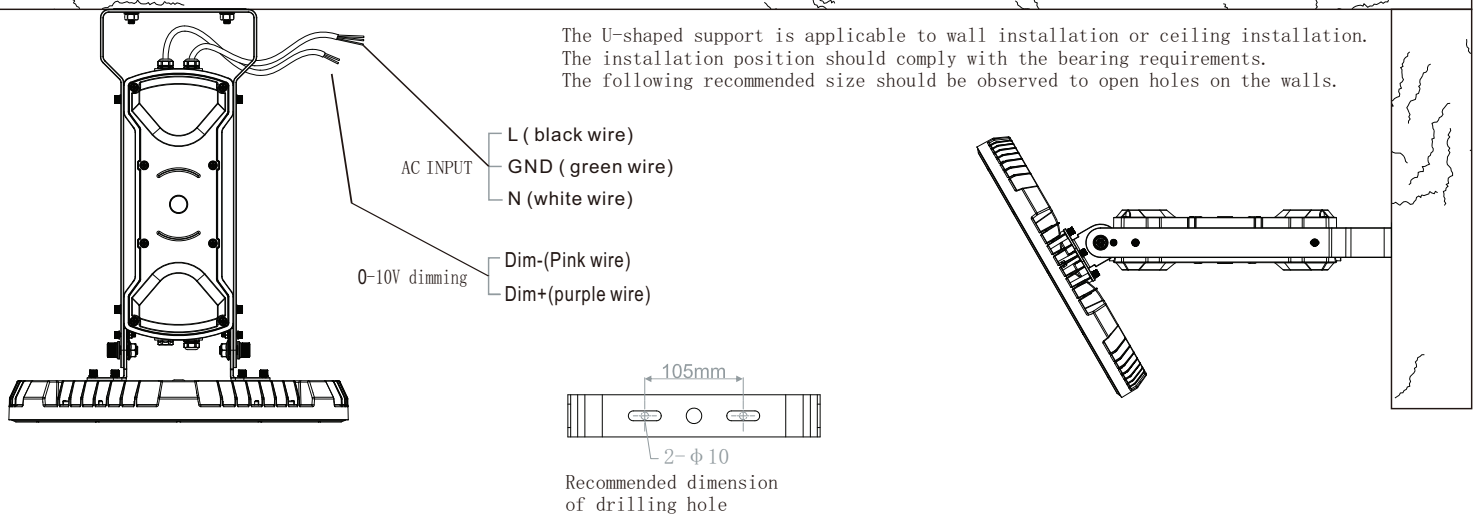 The U-shaped support is applicable to wall installation or ceiling installation.
The installation position should comply with the bearing requirements.
The following recommended size should be observed to open holes on the walls.
L ( black wire)
AC INPUT
GND ( green wire)
N (white wire)
Dim-(Pink wire)
0-10V dimming
Dim+(purple wire)
105mm
2-ϕ10
Recommended dimension
of drilling hole